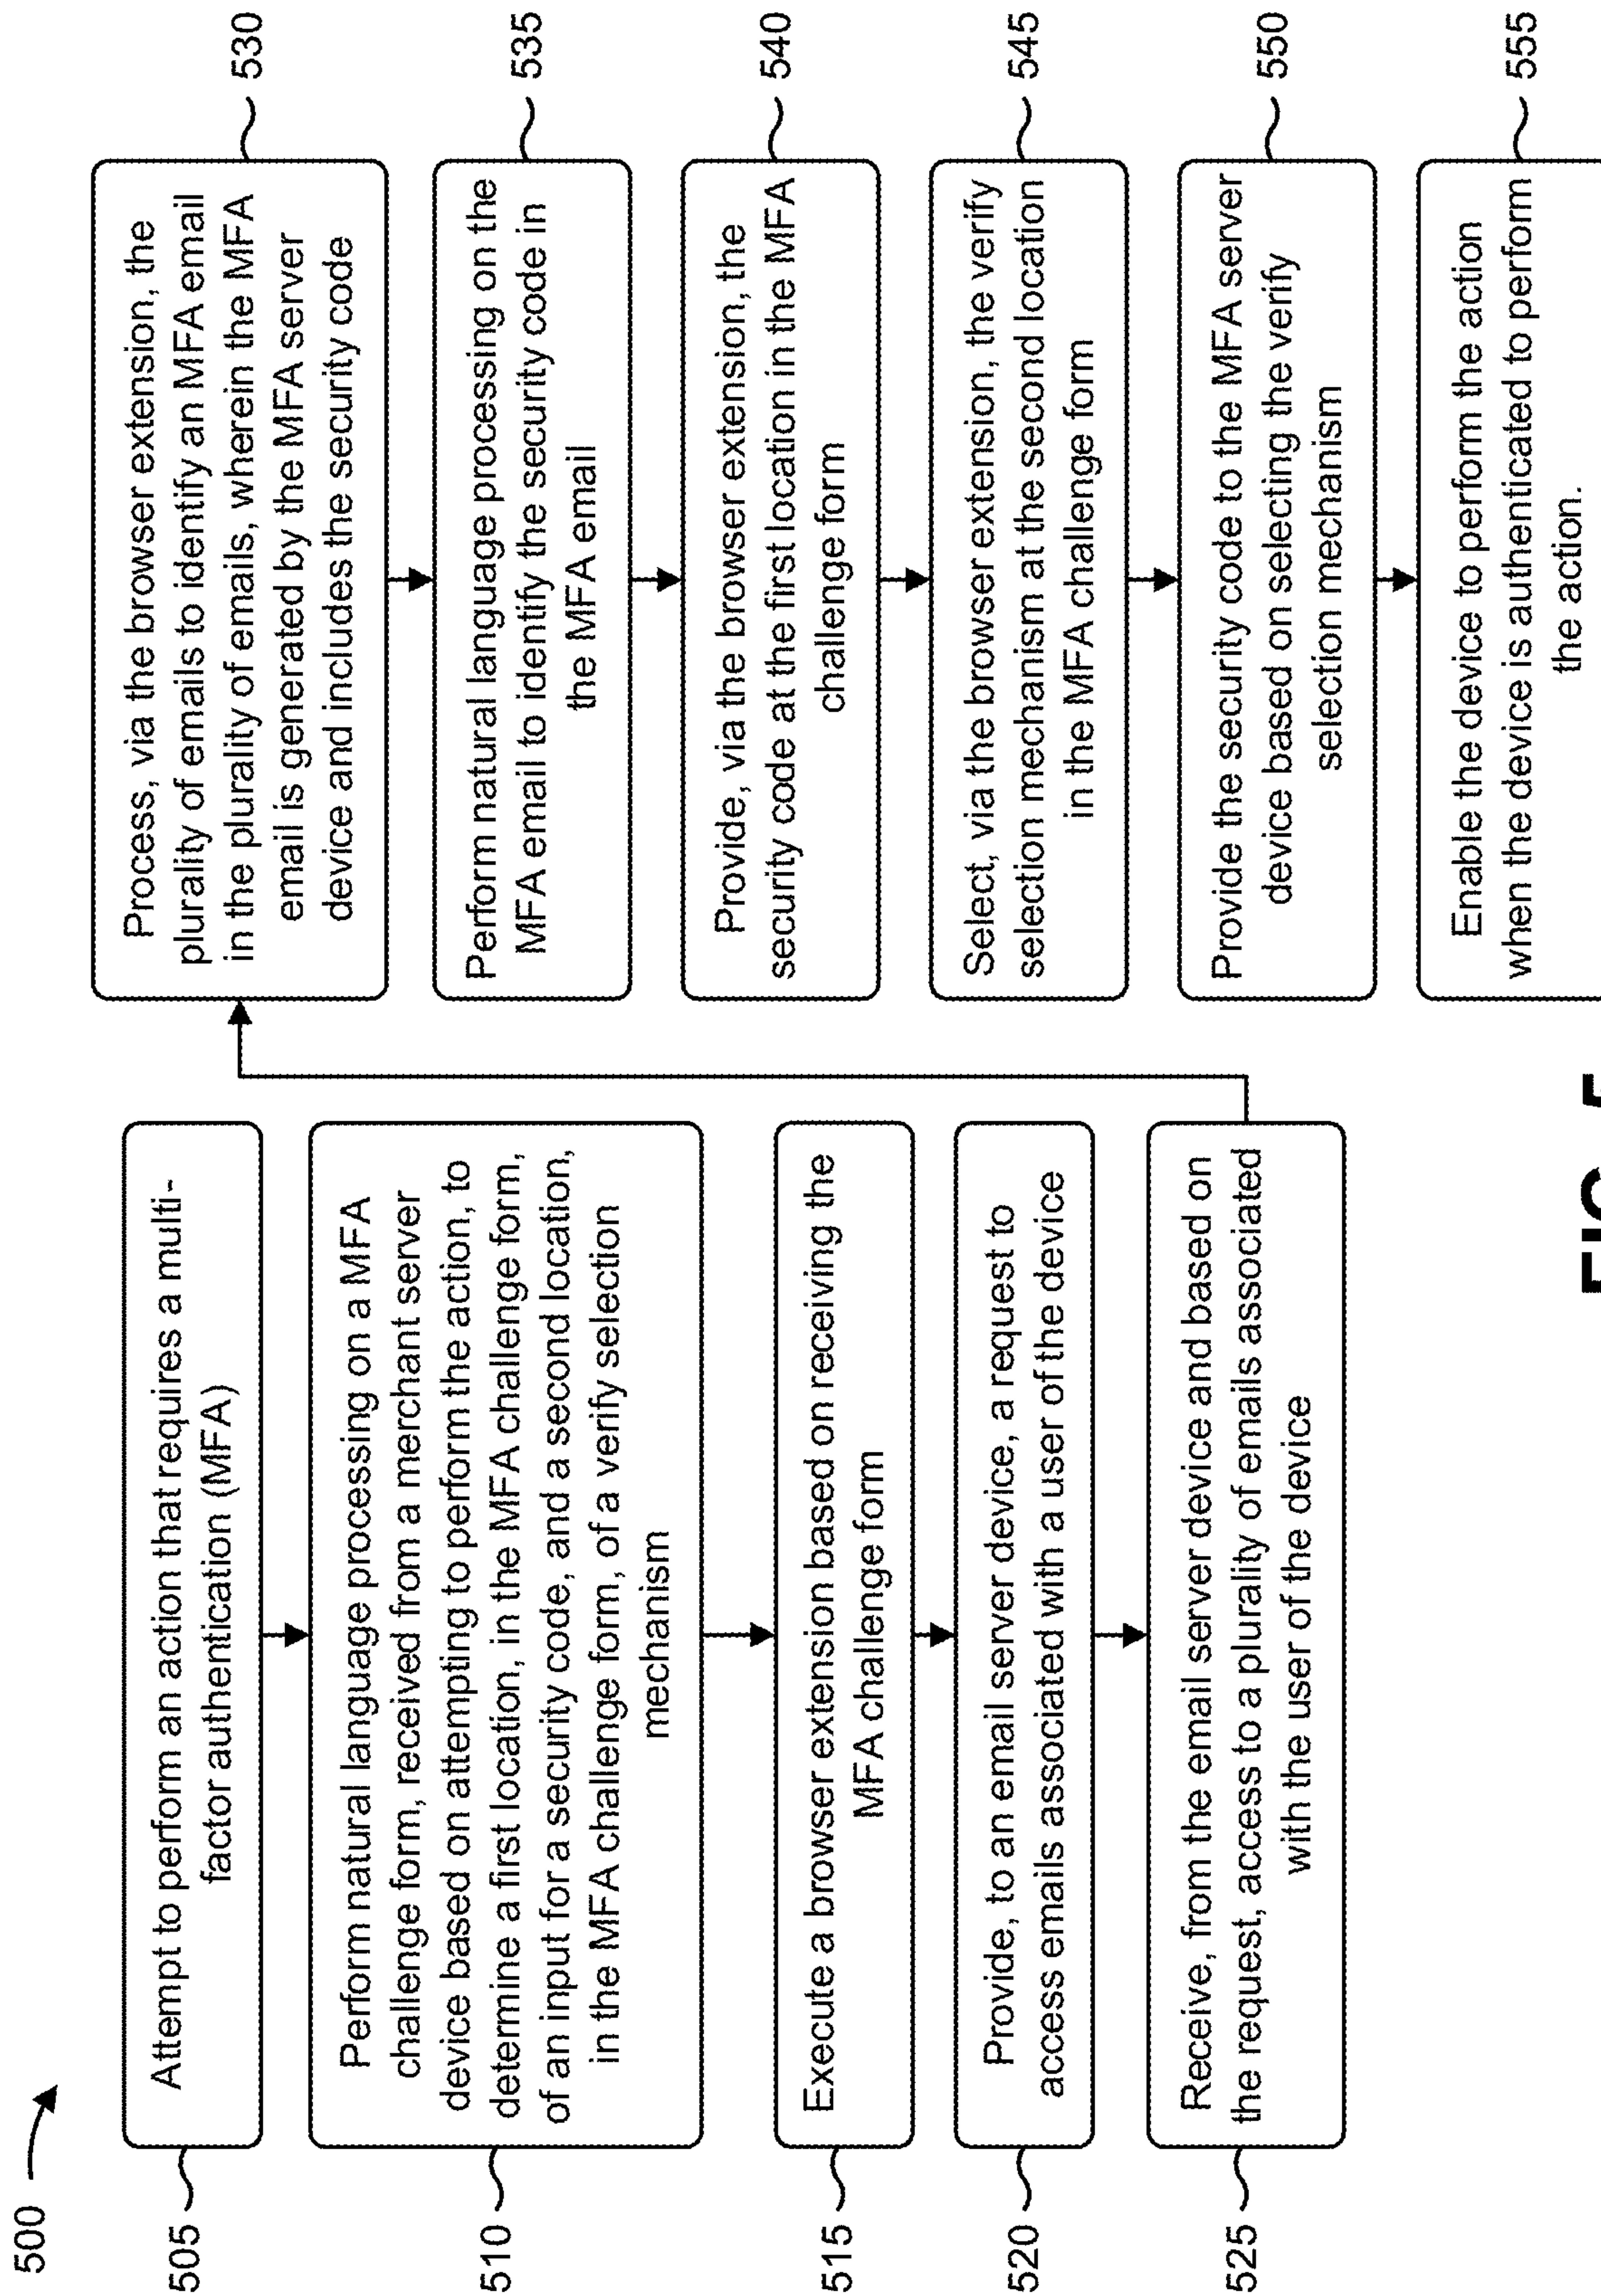 500
505
Attempt to perform an action that requires a multi-
factor authentication (MFA)
510
Perform natural language processing on a MFA
challenge form, received from a merchant server
device based on attempting to perform the action, to
determine a first location, in the MFA challenge form,
of an input for a security code, and a second location,
in the MFA challenge form, of a verify selection
mechanism
515
Execute a browser extension based on receiving the
MFA challenge form
520
Provide, to an email server device, a request to
access emails associated with a user of the device
525
Receive, from the email server device and based on
the request, access to a plurality of emails associated
with the user of the device
Process, via the browser extension, the
plurality of emails to identify an MFA email
in the plurality of emails, wherein the MFA
email is generated by the MFA server
device and includes the security code
530
Perform natural language processing on the
MFA email to identify the security code in
the MFA email
535
Provide, via the browser extension, the
security code at the first location in the MFA
challenge form
540
Select, via the browser extension, the verify
selection mechanism at the second location
in the MFA challenge form
545
Provide the security code to the MFA server
device based on selecting the verify
selection mechanism
550
Enable the device to perform the action
when the device is authenticated to perform
the action.
555